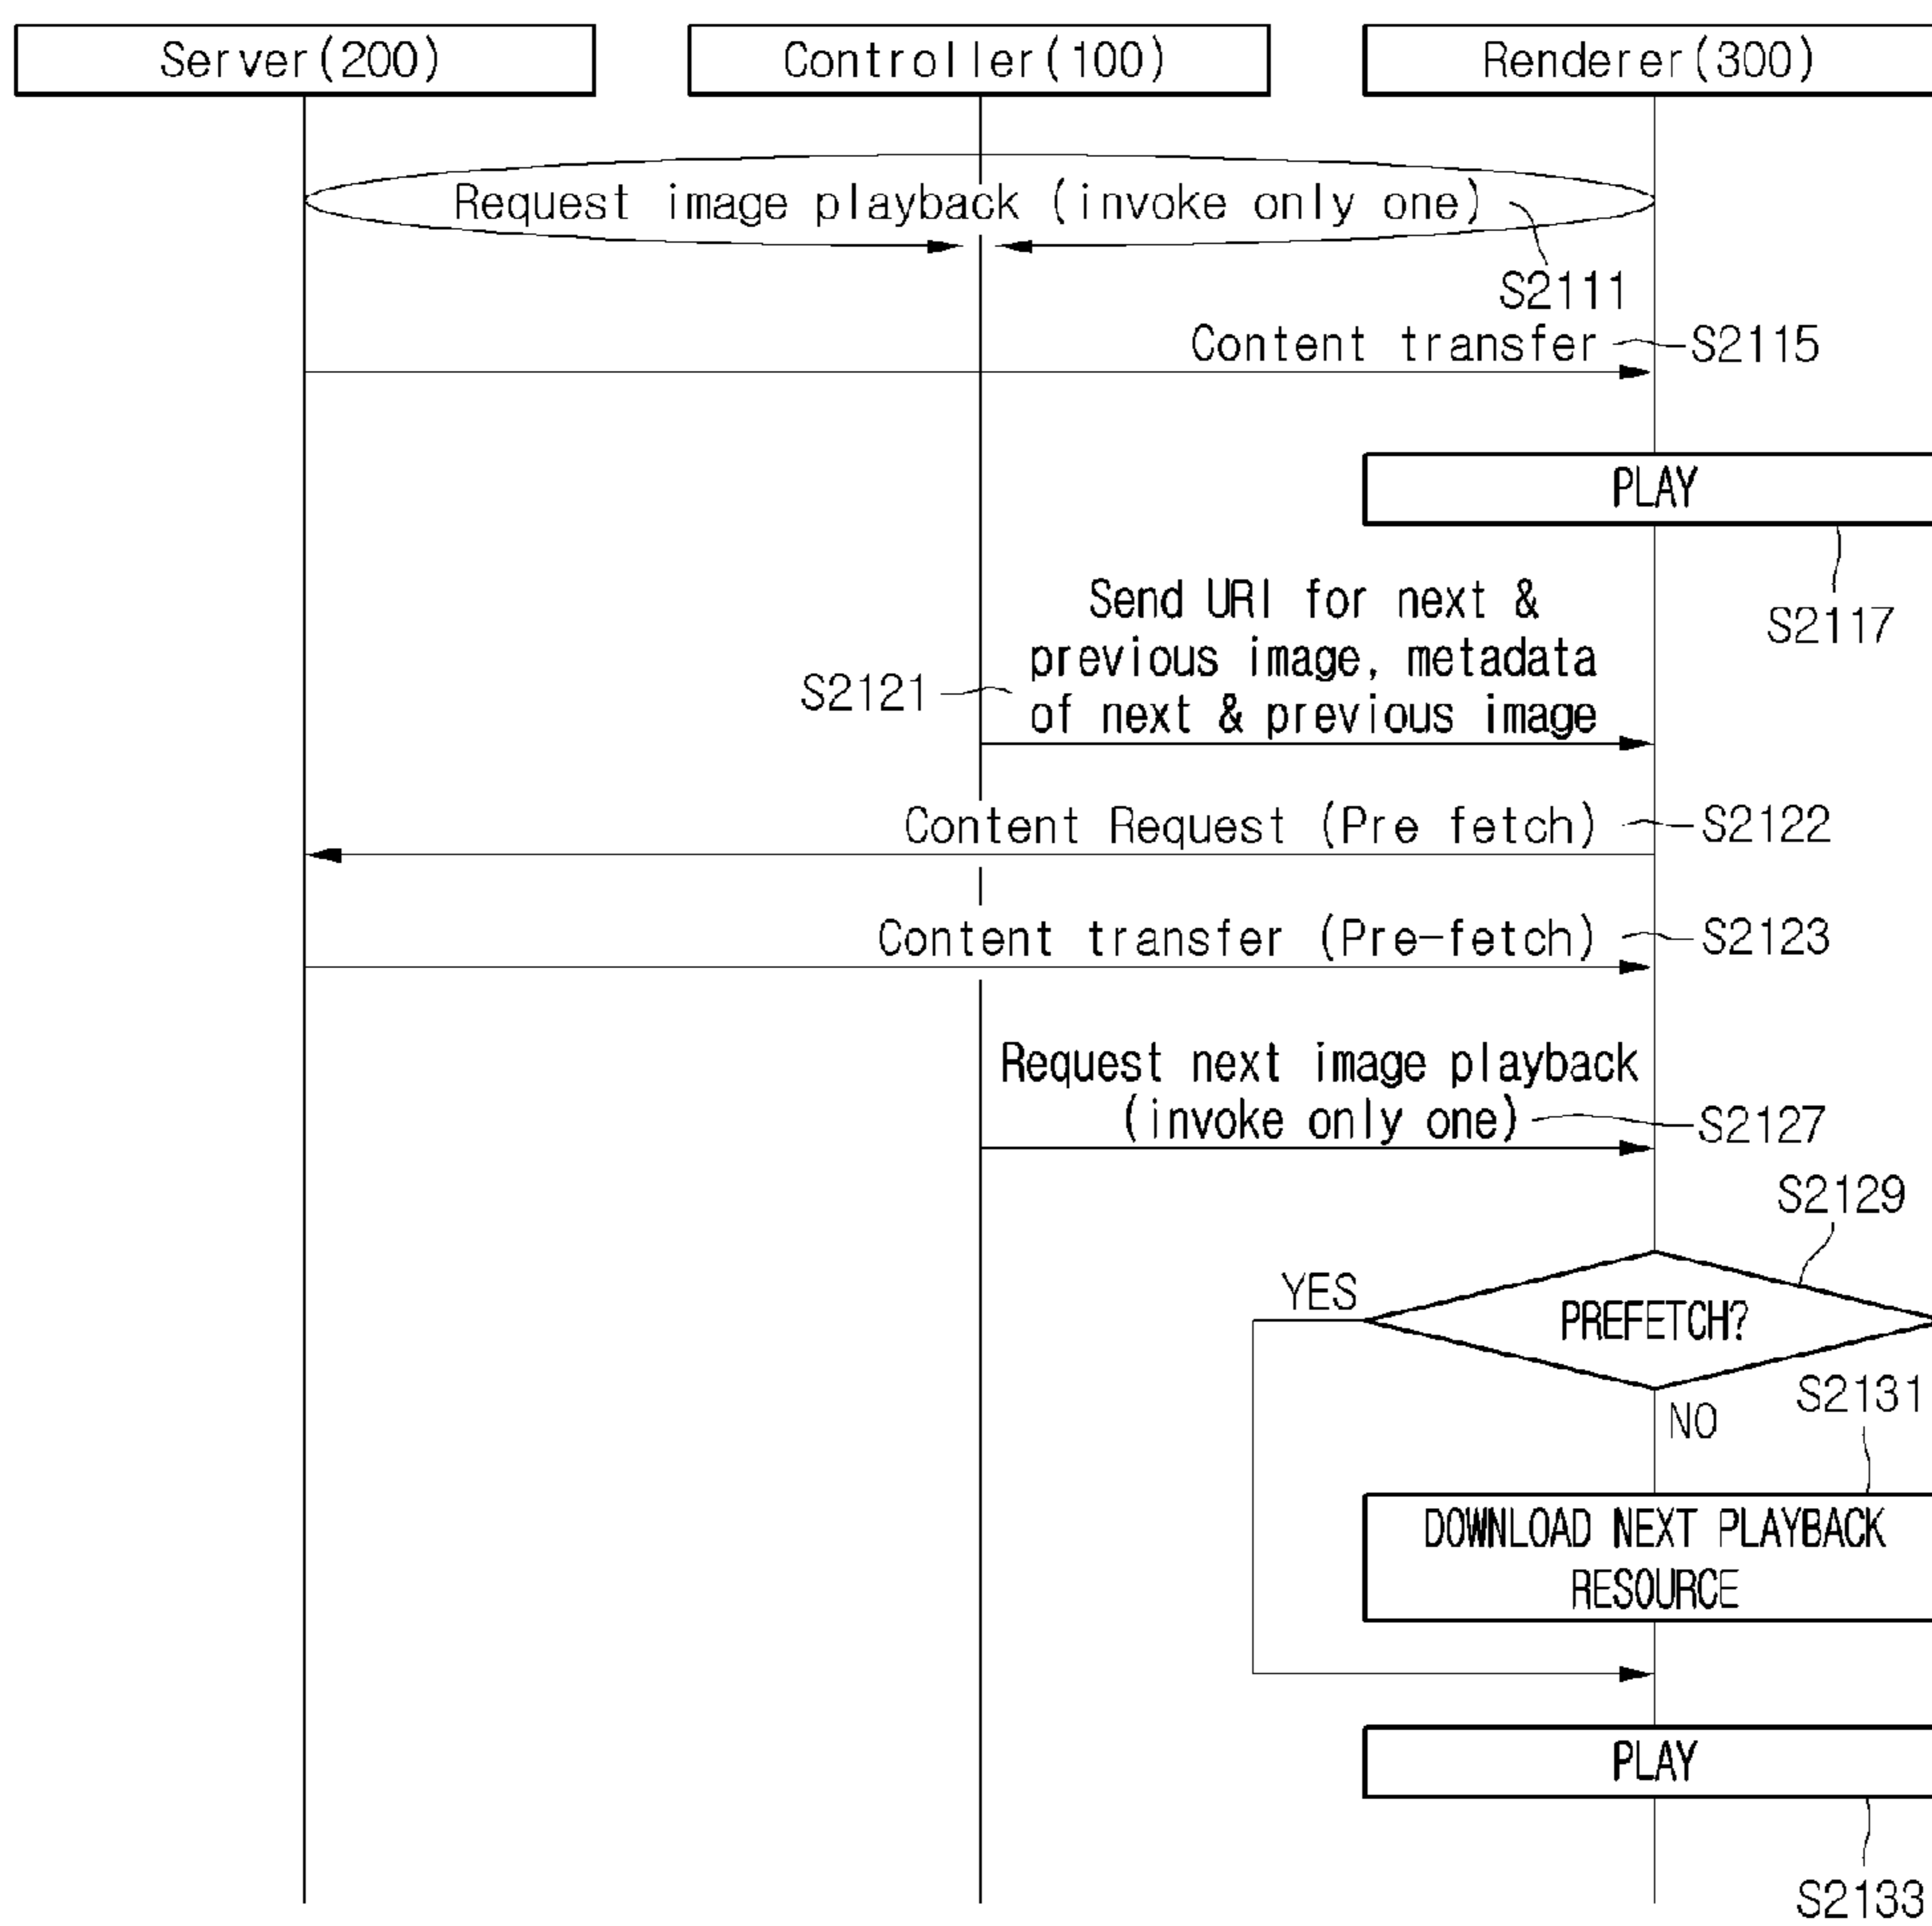 Server(200)
Controller(100)
Renderer(300)
Request image playback (invoke only one)
S2111
Content transfer
S2115
PLAY
S2117
Send URI for next &
previous image, metadata
of next & previous image
S2121
Content Request (Pre fetch)
S2122
Content transfer (Pre-fetch)
S2123
Request next image playback
(invoke only one)
S2127
S2129
YES
PREFETCH?
S2131
NO
DOWNLOAD NEXT PLAYBACK
RESOURCE
PLAY
S2133